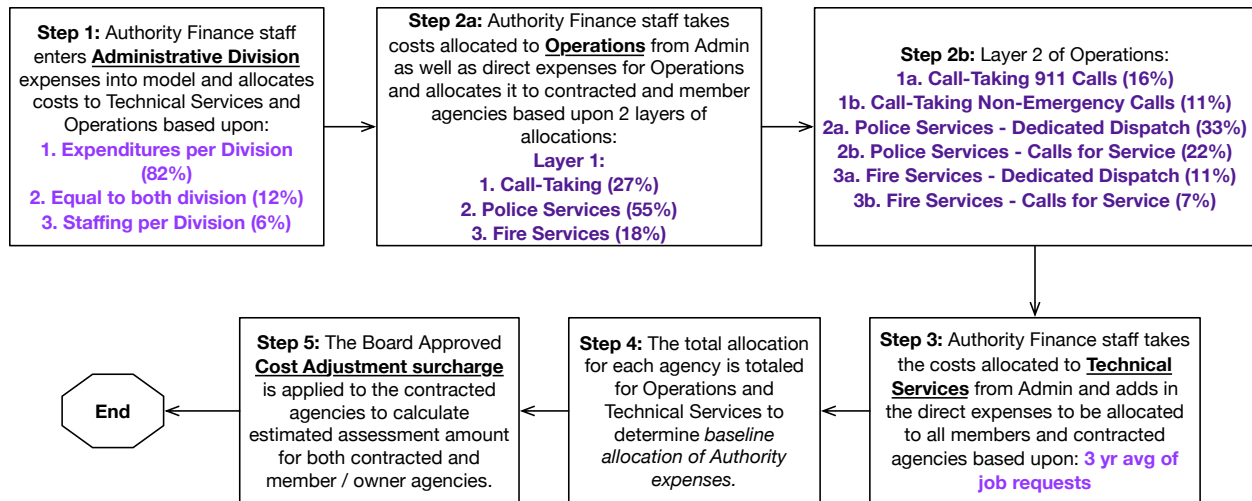 Step 1: Authority Finance staff
enters Administrative Division
expenses into model and allocates
costs to Technical Services and
Operations based upon:
1. Expenditures per Division
(82%)
2. Equal to both division (12%)
3. Staffing per Division (6%)
Step 2a: Authority Finance staff takes
costs allocated to Operations from Admin
as well as direct expenses for Operations
and allocates it to contracted and member
agencies based upon 2 layers of
allocations:
Layer 1:
1. Call-Taking (27%)
2. Police Services (55%)
3. Fire Services (18%)
Step 2b: Layer 2 of Operations:
1a. Call-Taking 911 Calls (16%)
1b. Call-Taking Non-Emergency Calls (11%)
2a. Police Services - Dedicated Dispatch (33%)
2b. Police Services - Calls for Service (22%)
3a. Fire Services - Dedicated Dispatch (11%)
3b. Fire Services - Calls for Service (7%)
Step 3: Authority Finance staff takes
the costs allocated to Technical
Services from Admin and adds in
the direct expenses to be allocated
to all members and contracted
agencies based upon: 3 yr avg of
job requests
Step 4: The total allocation
for each agency is totaled
for Operations and
Technical Services to
determine baseline
allocation of Authority
expenses.
Step 5: The Board Approved
Cost Adjustment surcharge
is applied to the contracted
agencies to calculate
estimated assessment amount
for both contracted and
member / owner agencies.
End